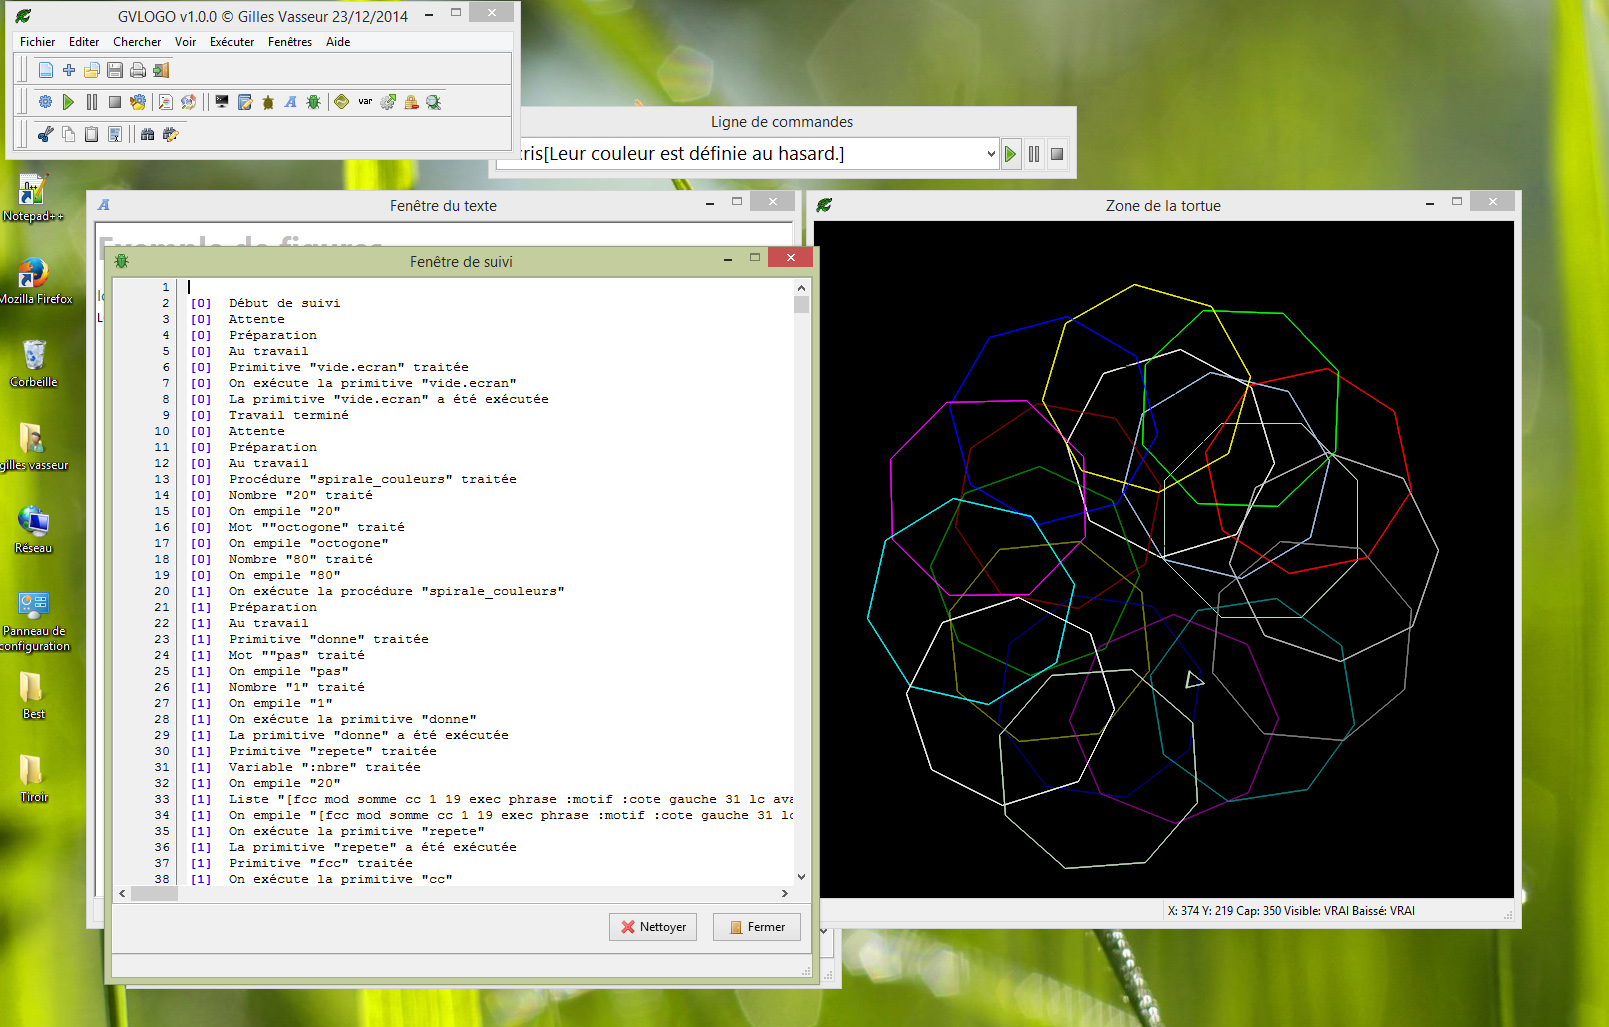 GVLOGO v1.0.0 © Gilles Vasseur 23/12/2014
Fichier Editer Chercher Voir Exécuter Fenêtres Aide
var
Ligne de commandes
cris[Leur couleur est définie au hasard.]
Notepad++
Mozilla Firefox
Corbeille
gilles vasseur
Réseau
Panneau de
configuration
Best
Tiroir
Fenêtre du texte
Exemple de figures
Fenêtre de suivi
1
2 [0] Début de suivi
3 [0] Attente
4 [0] Préparation
5 [0] Au travail
6 [0] Primitive "vide.ecran" traitée
7 [0] On exécute la primitive "vide.ecran"
8 [0] La primitive "vide.ecran" a été exécutée
9 [0] Travail terminé
10 [0] Attente
11 [0] Préparation
12 [0] Au travail
13 [0] Procédure "spirale_couleurs" traitée
14 [0] Nombre "20" traité
15 [0] On empile "20"
16 [0] Mot ""octogone" traité
17 [0] On empile "octogone"
18 [0] Nombre "80" traité
19 [0] On empile "80"
20 [1] On exécute la procédure "spirale_couleurs"
21 [1] Préparation
22 [1] Au travail
23 [1] Primitive "donne" traitée
24 [1] Mot ""pas" traité
25 [1] On empile "pas"
26 [1] Nombre "1" traité
27 [1] On empile "1"
28 [1] On exécute la primitive "donne"
29 [1] La primitive "donne" a été exécutée
30 [1] Primitive "repete" traitée
31 [1] Variable ":nbre" traitée
32 [1] On empile "20"
33 [1] Liste "[fcc mod somme cc 1 19 exec phrase :motif :cote gauche 31 lc ava
34 [1] On empile "[fcc mod somme cc 1 19 exec phrase :motif :cote gauche 31 lc
35 [1] On exécute la primitive "repete"
36 [1] La primitive "repete" a été exécutée
37 [1] Primitive "fcc" traitée
38 [1] On exécute la primitive "cc"
Nettoyer Fermer
Zone de la tortue
X: 374 Y: 219 Cap: 350 Visible: VRAI Baissé: VRAI